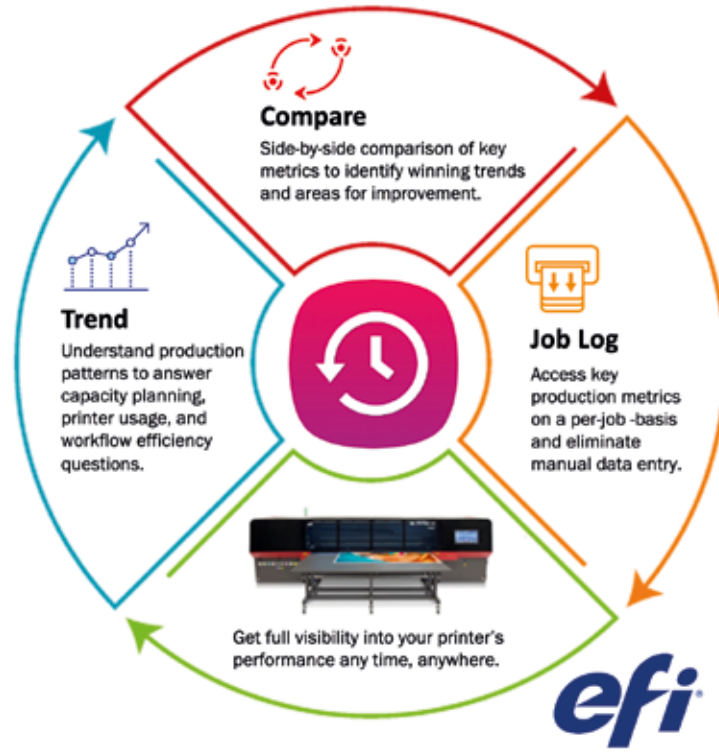 Compare
Side-by-side comparison of key
metrics to identify winning trends
and areas for improvement.
Trend
Understand production
patterns to answer
capacity planning,
printer usage, and
workflow efficiency
questions.
Job Log
Access key
production metrics
on a per-job -basis
and eliminate
manual data entry.
Get full visibility into your printer's
performance any time, anywhere.
efi